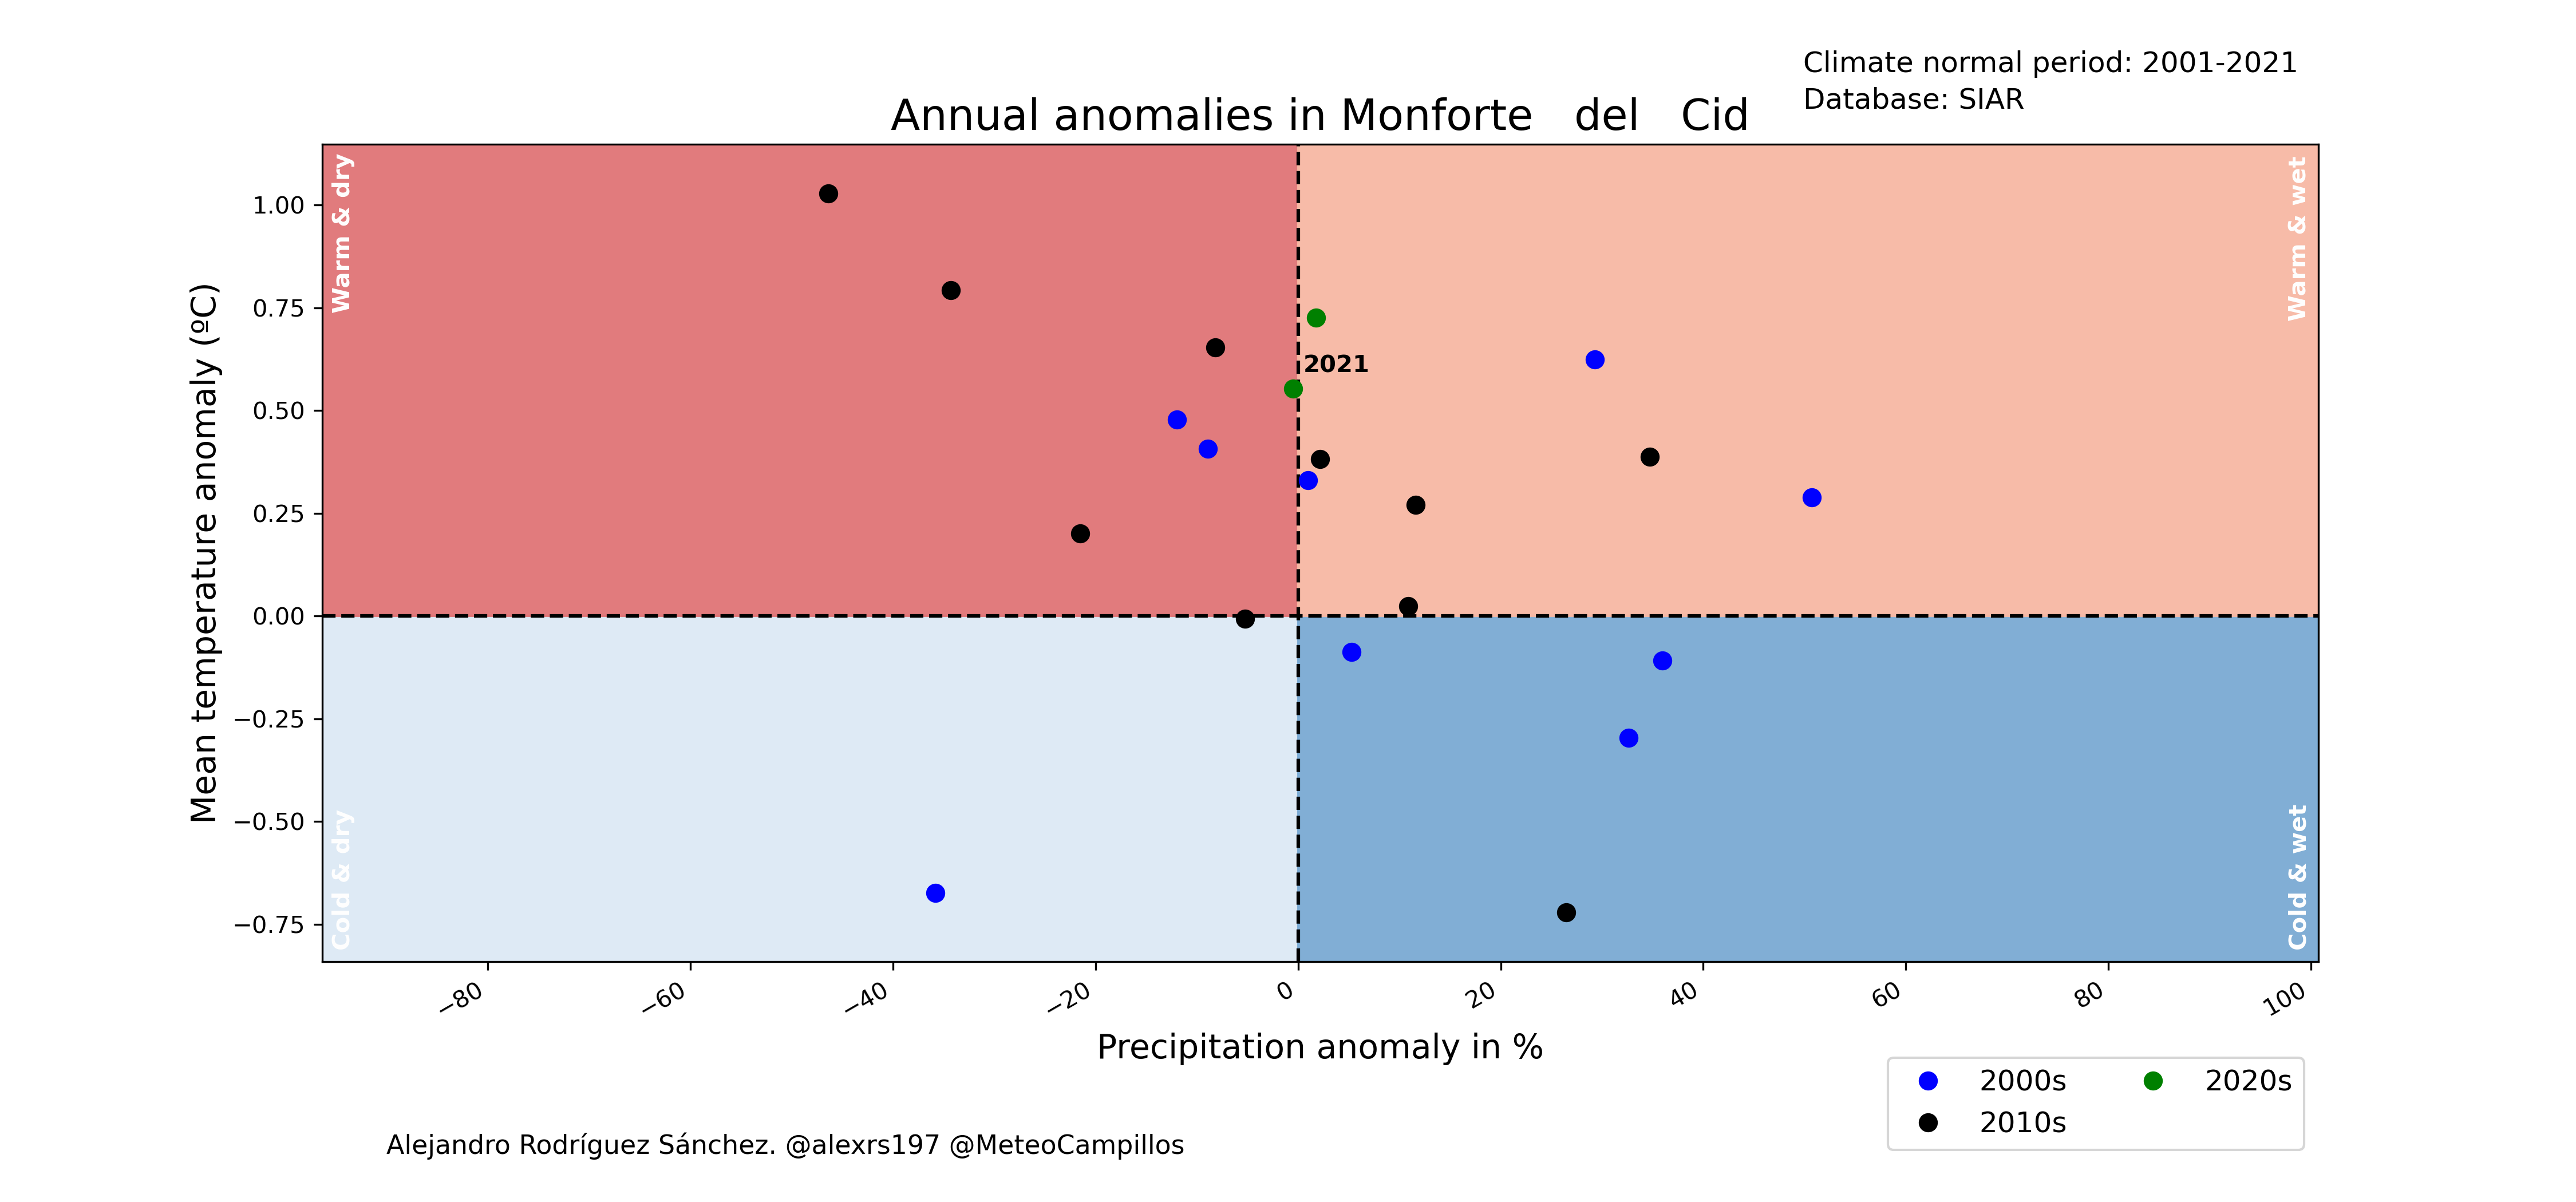 Climate normal period: 2001-2021
Database: SIAR
Annual anomalies in Monforte   del   Cid
Warm & dry
Warm & wet
1.00
0.75
2021
0.50
0.25
0.00
−0.25
−0.50
−0.75
Mean temperature anomaly (ºC)
Cold & dry
Cold & wet
−80
−60
−40
−20
0
20
40
60
80
100
Precipitation anomaly in %
2000s
2020s
2010s
Alejandro Rodríguez Sánchez. @alexrs197 @MeteoCampillos